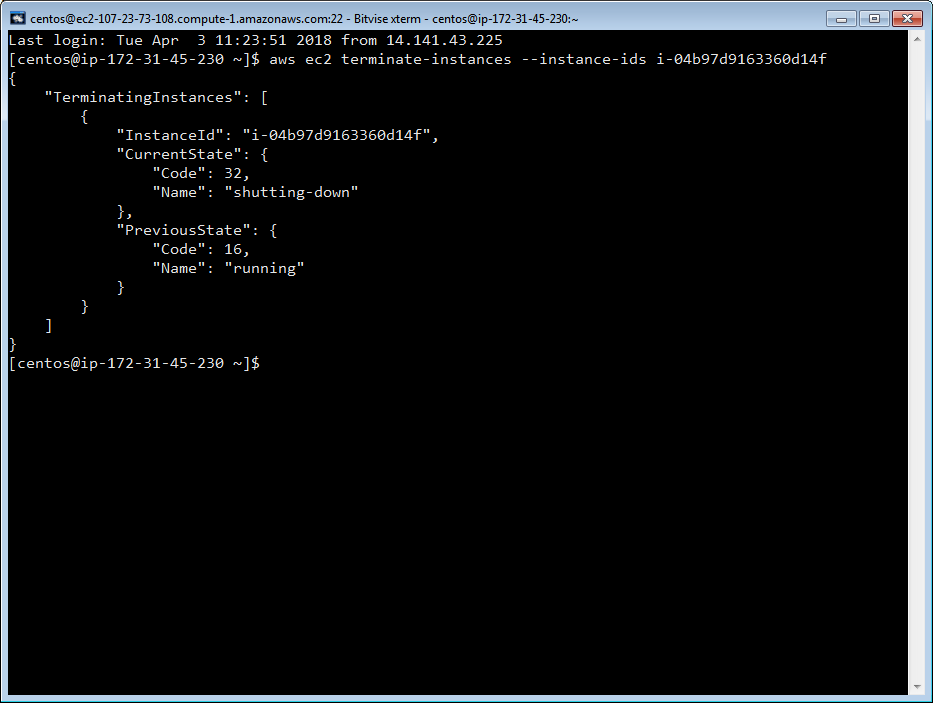 centos@ec2-107-23-73-108.compute-1.amazonaws.com:22 - Bitvise xterm - centos@ip-172-31-45-230:~
Last login: Tue Apr  3 11:23:51 2018 from 14.141.43.225
[centos@ip-172-31-45-230 ~]$ aws ec2 terminate-instances --instance-ids i-04b97d9163360d14f
{
    "TerminatingInstances": [
        {
            "InstanceId": "i-04b97d9163360d14f",
            "CurrentState": {
                "Code": 32,
                "Name": "shutting-down"
            },
            "PreviousState": {
                "Code": 16,
                "Name": "running"
            }
        }
    ]
}
[centos@ip-172-31-45-230 ~]$